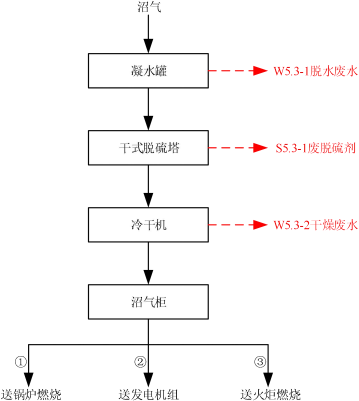 沼气
凝水罐
W5.3-1脱水废水
干式脱硫塔
S5.3-1废脱硫剂
冷干机
W5.3-2干燥废水
沼气柜
① ② ③
送锅炉燃烧 送发电机组 送火炬燃烧